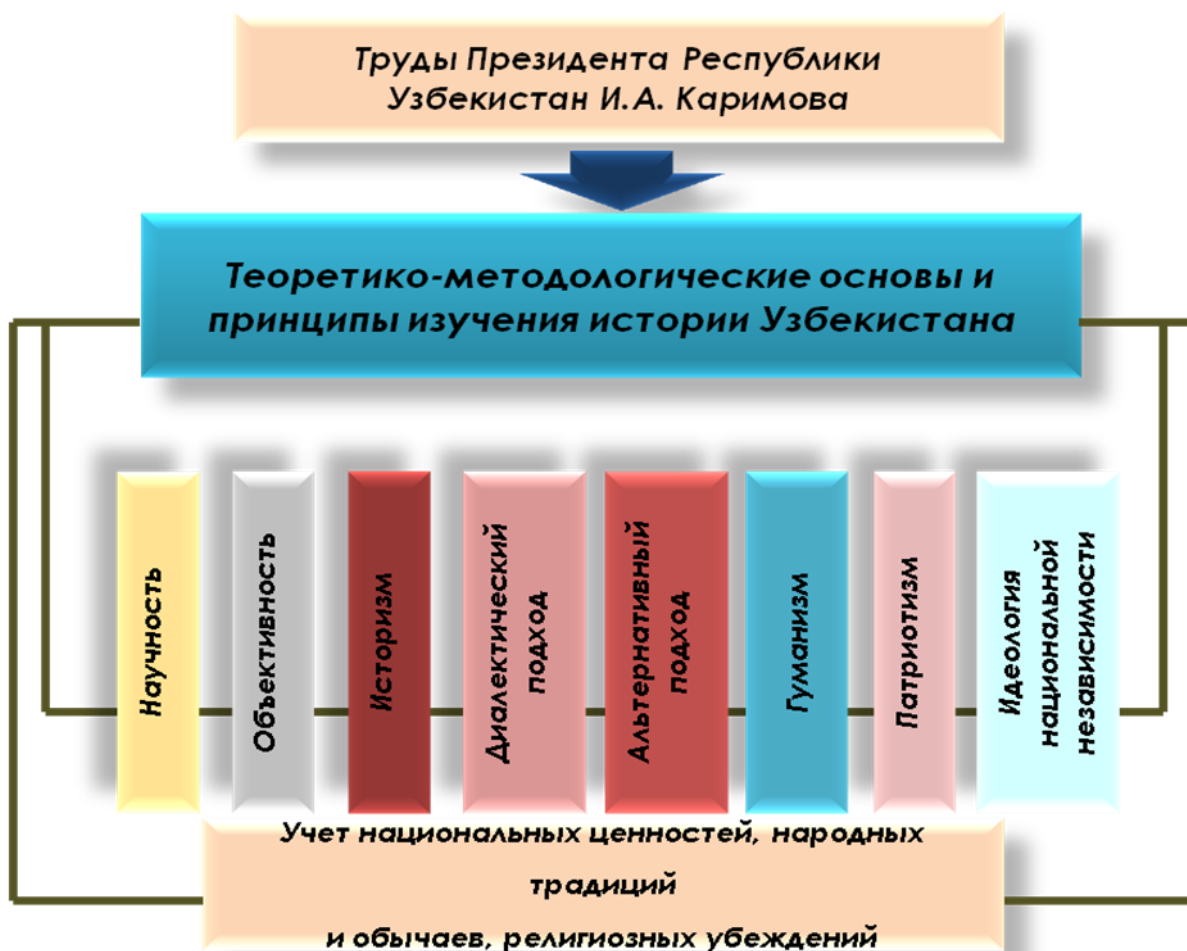 Труды Президента Республики
Узбекистан И.А. Каримова
Теоретико-методологические основы и
принципы изучения истории Узбекистана
Научность
Объективность
Историзм
Диалектический
подход
Альтернативный
подход
Гуманизм
Патриотизм
Идеология
национальной
независимости
Учет национальных ценностей, народных
традиций
и обычаев, религиозных убеждений